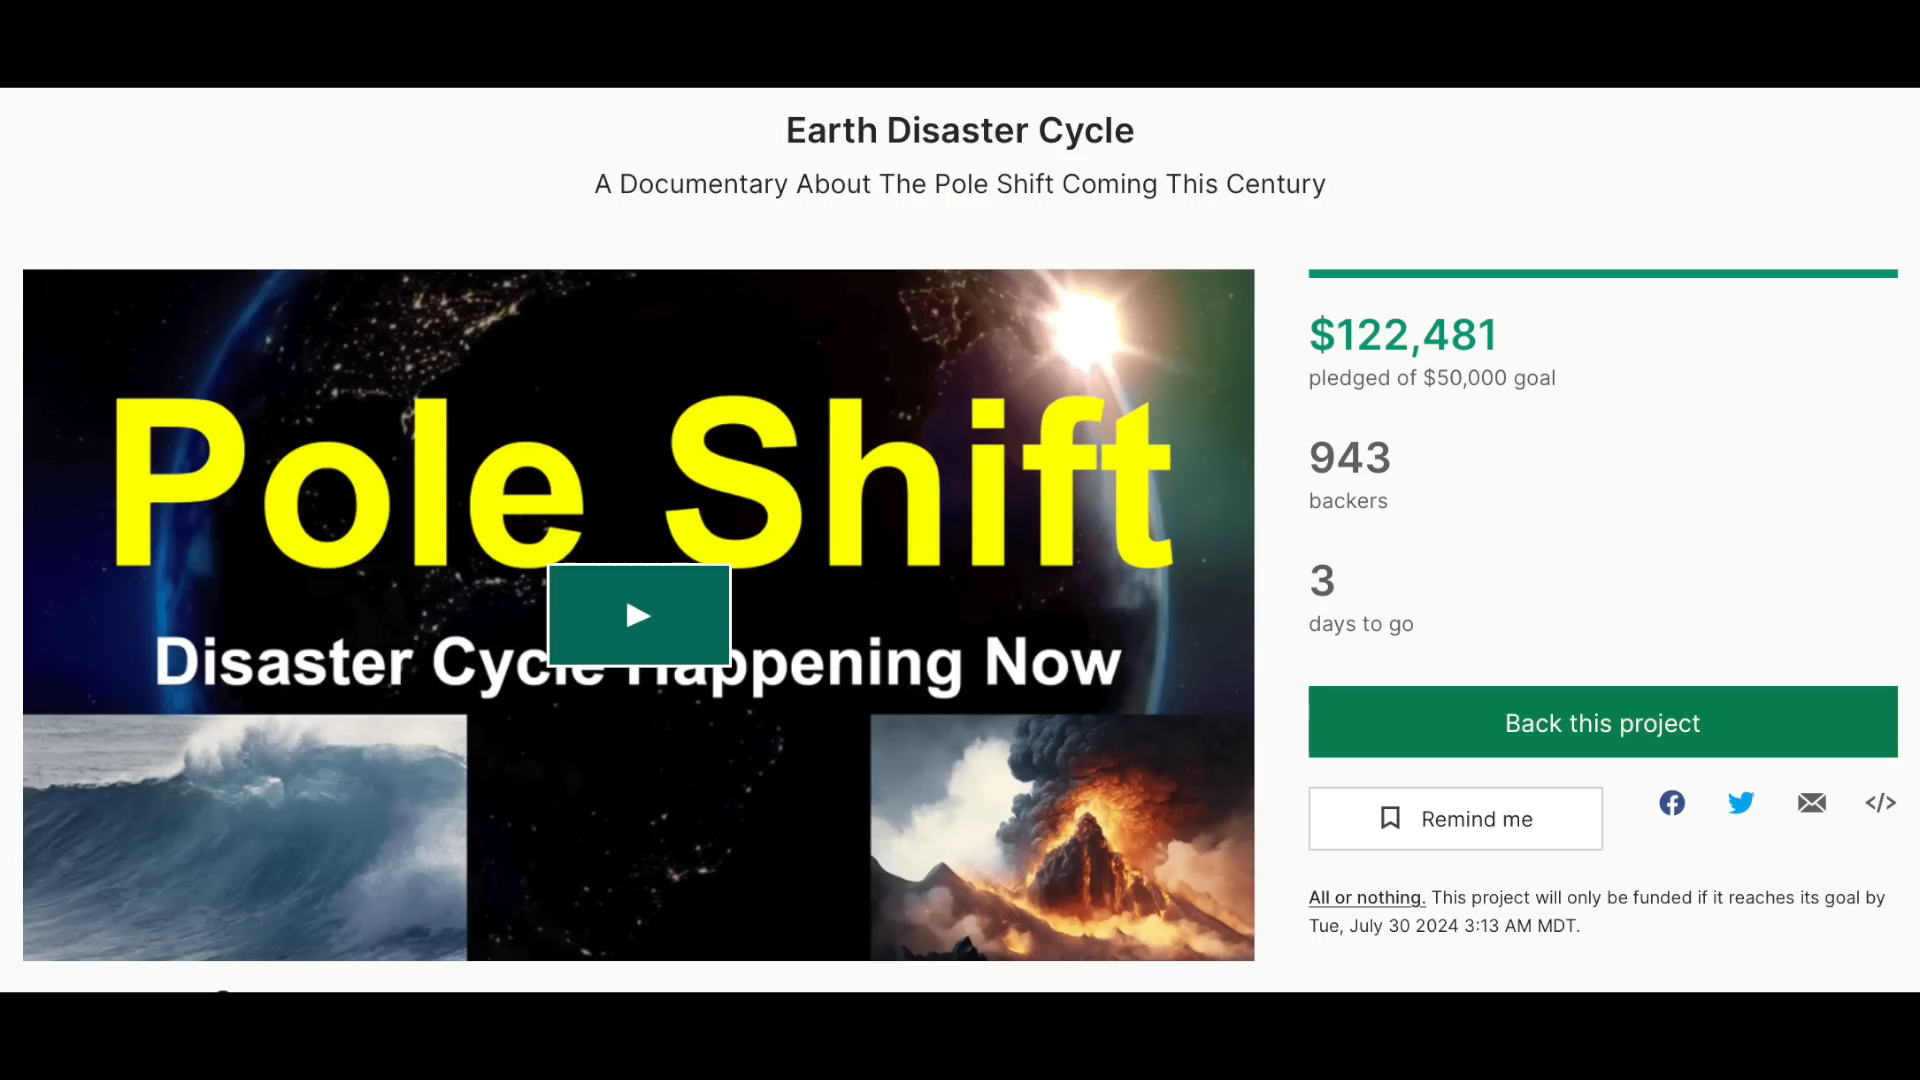 Earth Disaster Cycle
A Documentary About The Pole Shift Coming This Century
Pole Shift
Disaster Cycle Happening Now
$122,481
pledged of $50,000 goal
943
backers
3
days to go
Back this project
Remind me
All or nothing. This project will only be funded if it reaches its goal by
Tue, July 30 2024 3:13 AM MDT.